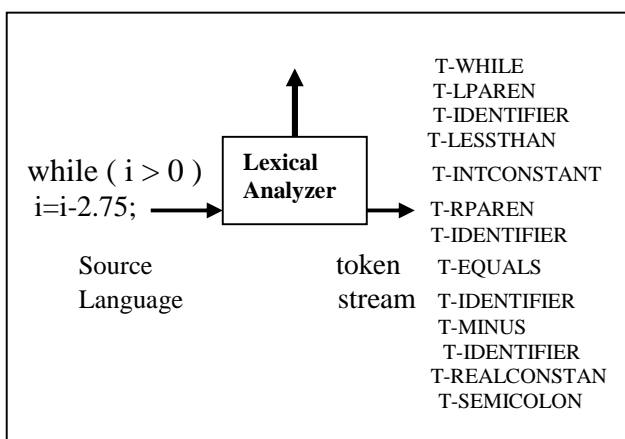 while ( i > 0 )
i=i-2.75;
Source
Language
Lexical
Analyzer
token
stream
T-WHILE
T-LPAREN
T-IDENTIFIER
T-LESSTHAN
T-INTCONSTANT
T-RPAREN
T-IDENTIFIER
T-EQUALS
T-IDENTIFIER
T-MINUS
T-IDENTIFIER
T-REALCONSTAN
T-SEMICOLON